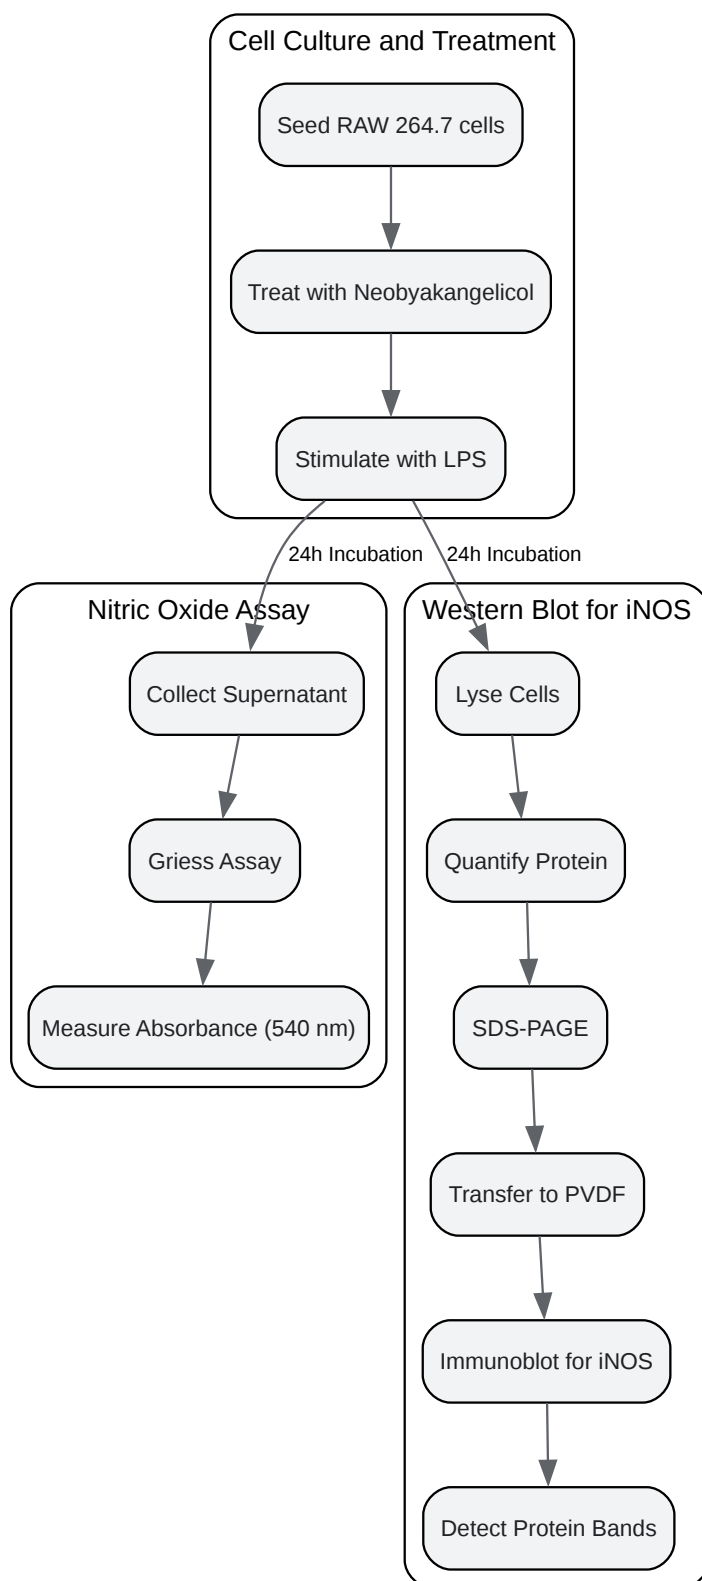 Cell Culture and Treatment
Seed RAW 264.7 cells
Treat with Neobyakangelicol
Stimulate with LPS
24h Incubation
24h Incubation
Nitric Oxide Assay
Collect Supernatant
Griess Assay
Measure Absorbance (540 nm)
Western Blot for iNOS
Lyse Cells
Quantify Protein
SDS-PAGE
Transfer to PVDF
Immunoblot for iNOS
Detect Protein Bands